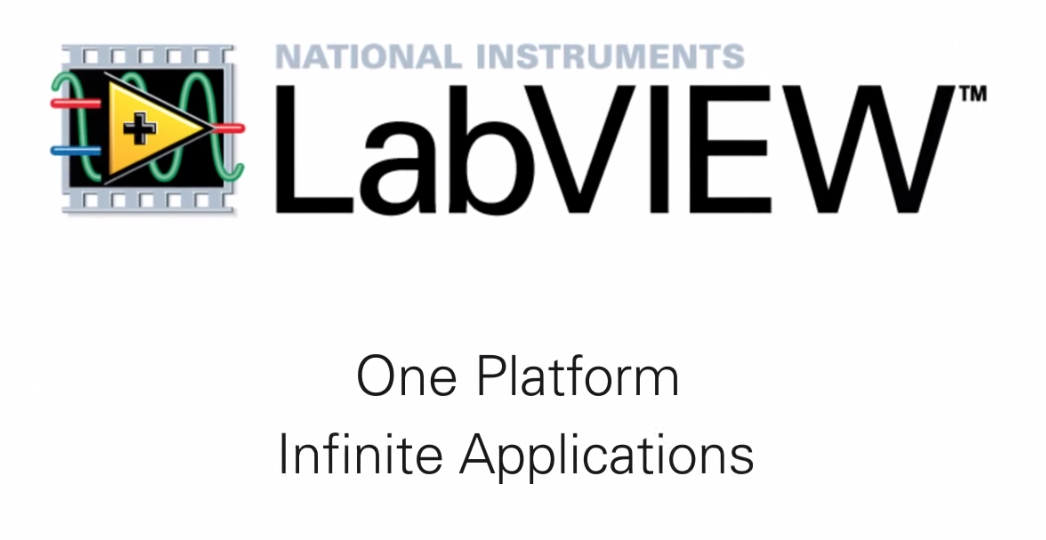 NATIONAL INSTRUMENTS
LabVIEW™
One Platform
Infinite Applications